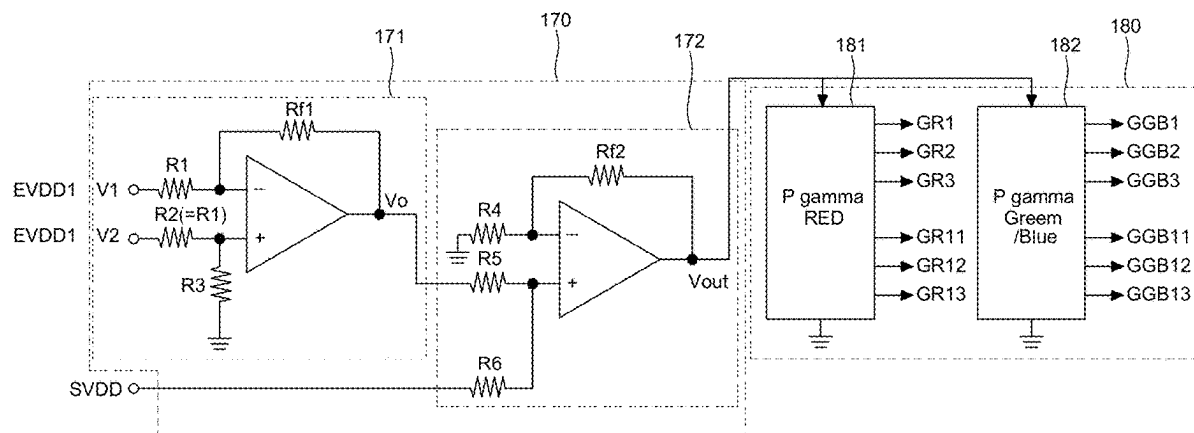 170
180
171
181
182
172
Rf1
EVDD1 V1 R1 −
EVDD1 V2 R2(=R1) +
Vo
R3
Rf2
R4 −
R5 +
Vout
R6
SVDD
P gamma
RED
GR1
GR2
GR3
GR11
GR12
GR13
P gamma
Greem
/Blue
GGB1
GGB2
GGB3
GGB11
GGB12
GGB13